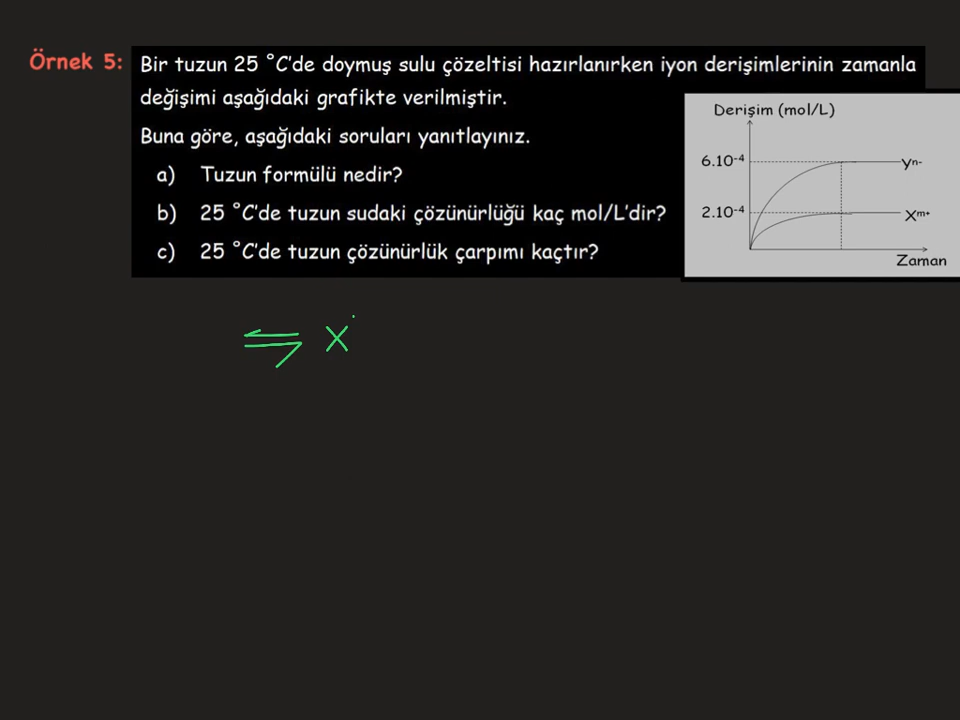 Örnek 5:
Bir tuzun 25 °C'de doymuş sulu çözeltisi hazırlanırken iyon derişimlerinin zamanla
değişimi aşağıdaki grafikte verilmiştir.
Buna göre, aşağıdaki soruları yanıtlayınız.
a) Tuzun formülü nedir?
b) 25 °C'de tuzun sudaki çözünürlüğü kaç mol/L'dir?
c) 25 °C'de tuzun çözünürlük çarpımı kaçtır?
Derişim (mol/L)
6.10⁻⁴
Yⁿ⁻
2.10⁻⁴
Xᵐ⁺
Zaman
⇋ X